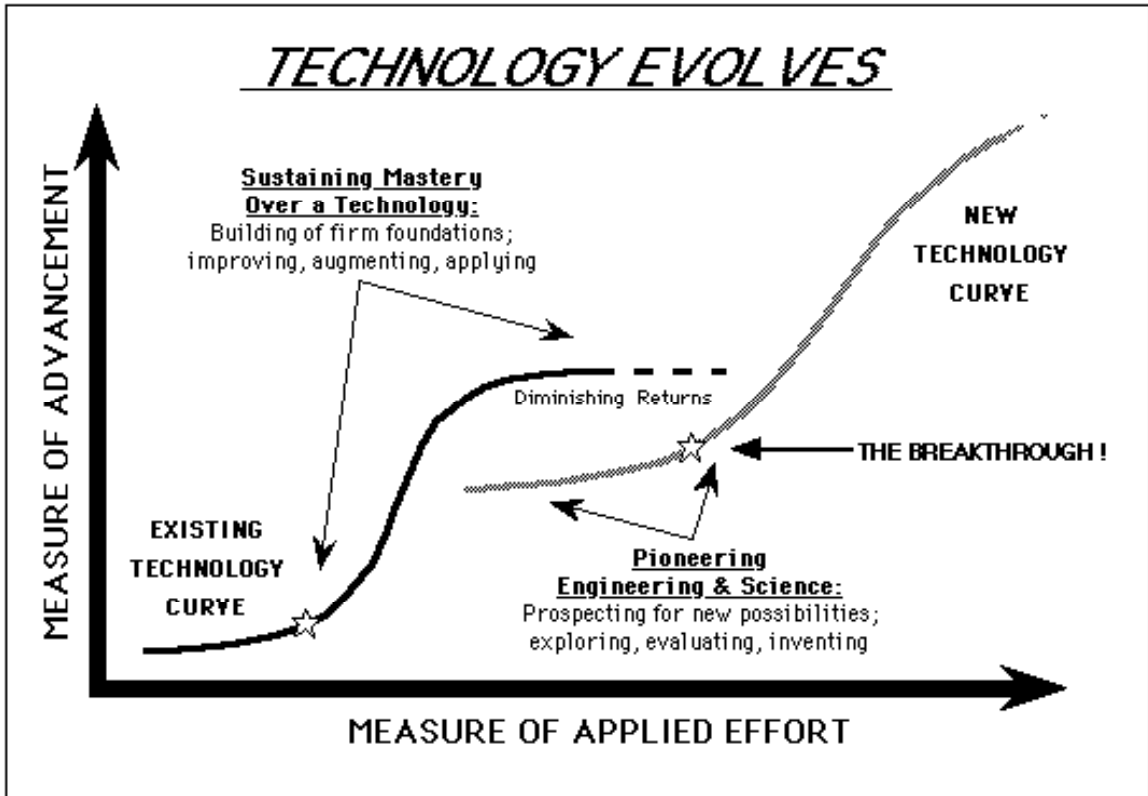 TECHNOLOGY EVOLVES
MEASURE OF ADVANCEMENT
Sustaining Mastery
Over a Technology:
Building of firm foundations;
improving, augmenting, applying
NEW
TECHNOLOGY
CURVE
Diminishing Returns
THE BREAKTHROUGH !
EXISTING
TECHNOLOGY
CURVE
Pioneering
Engineering & Science:
Prospecting for new possibilities;
exploring, evaluating, inventing
MEASURE OF APPLIED EFFORT